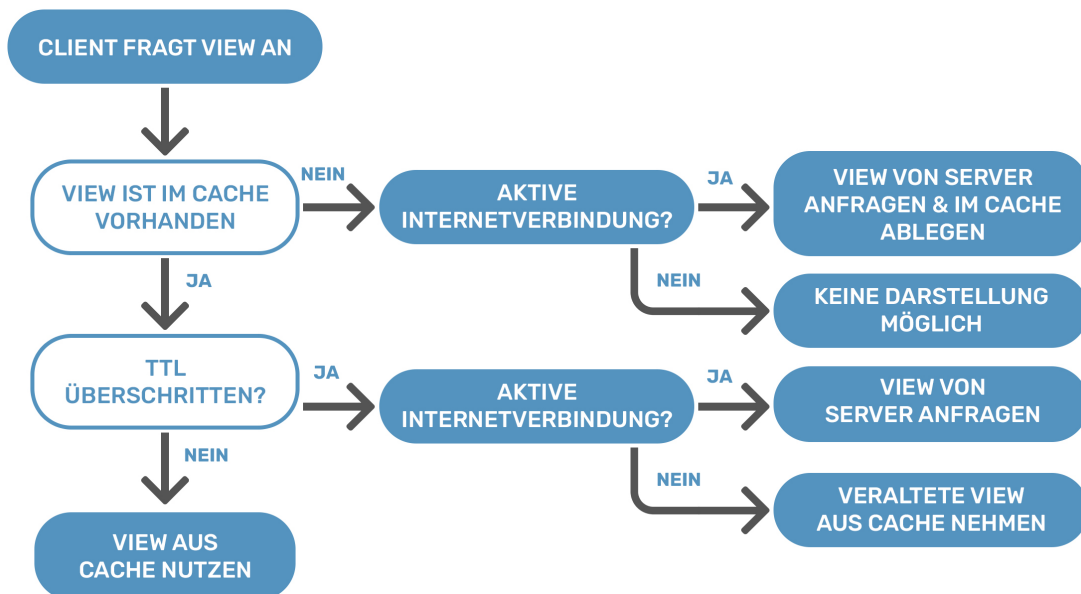 CLIENT FRAGT VIEW AN
VIEW IST IM CACHE
VORHANDEN
NEIN
AKTIVE
INTERNETVERBINDUNG?
JA
VIEW VON SERVER
ANFRAGEN & IM CACHE
ABLEGEN
NEIN
KEINE DARSTELLUNG
MÖGLICH
JA
TTL
ÜBERSCHRITTEN?
JA
AKTIVE
INTERNETVERBINDUNG?
JA
VIEW VON
SERVER ANFRAGEN
NEIN
VERALTETE VIEW
AUS CACHE NEHMEN
NEIN
VIEW AUS
CACHE NUTZEN